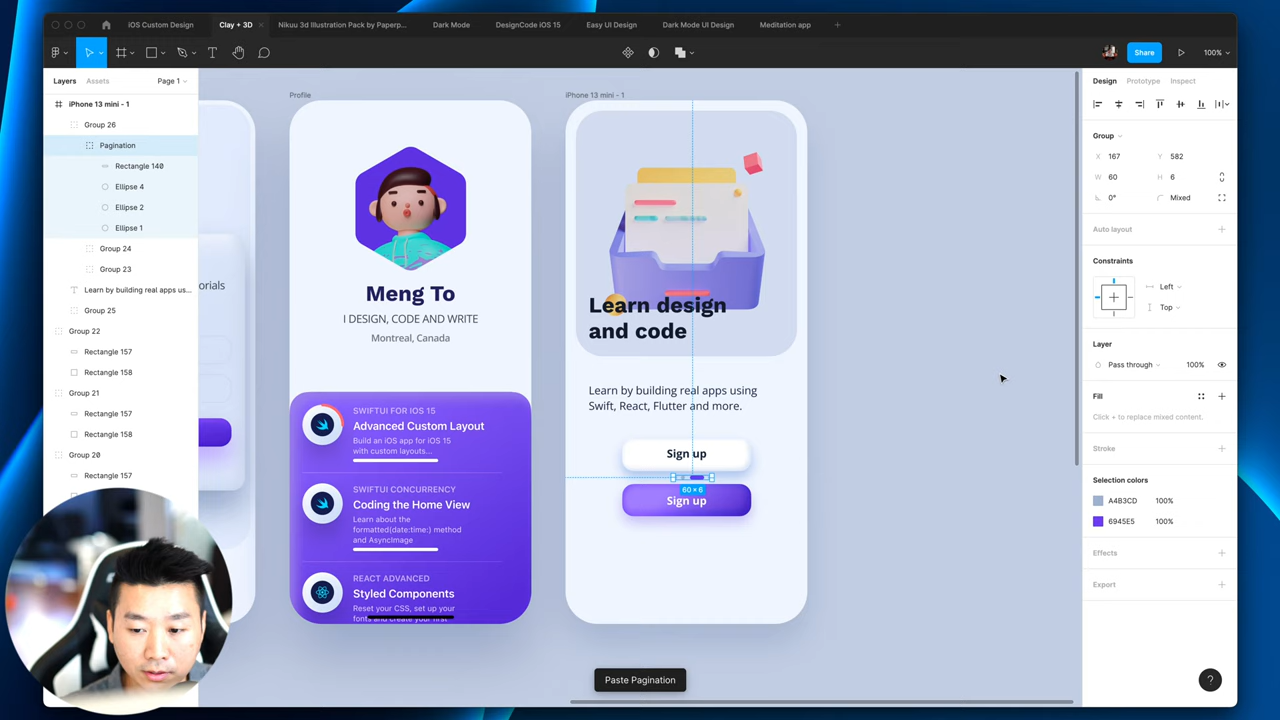 iOS Custom Design
Clay + 3D
Nikuu 3d Illustration Pack by Paperp...
Dark Mode
DesignCode iOS 15
Easy UI Design
Dark Mode UI Design
Meditation app
Share
100%
Layers
Assets
Page 1
iPhone 13 mini - 1
Group 26
Pagination
Rectangle 140
Ellipse 4
Ellipse 2
Ellipse 1
Group 24
Group 23
Learn by building real apps us...
Group 25
Group 22
Rectangle 157
Rectangle 158
Group 21
Rectangle 157
Rectangle 158
Group 20
Rectangle 157
orials
Profile
Meng To
I DESIGN, CODE AND WRITE
Montreal, Canada
SWIFTUI FOR IOS 15
Advanced Custom Layout
Build an iOS app for iOS 15
with custom layouts...
SWIFTUI CONCURRENCY
Coding the Home View
Learn about the
formatted(date:time:) method
and AsyncImage
REACT ADVANCED
Styled Components
Reset your CSS, set up your
fonts and create your first
iPhone 13 mini - 1
Learn design
and code
Learn by building real apps using
Swift, React, Flutter and more.
Sign up
60 × 6
Sign up
Paste Pagination
Design
Prototype
Inspect
Group
X 167
Y 582
W 60
H 6
0°
Mixed
Auto layout
Constraints
Left
Top
Layer
Pass through
100%
Fill
Click + to replace mixed content.
Stroke
Selection colors
A4B3CD 100%
6945E5 100%
Effects
Export
?